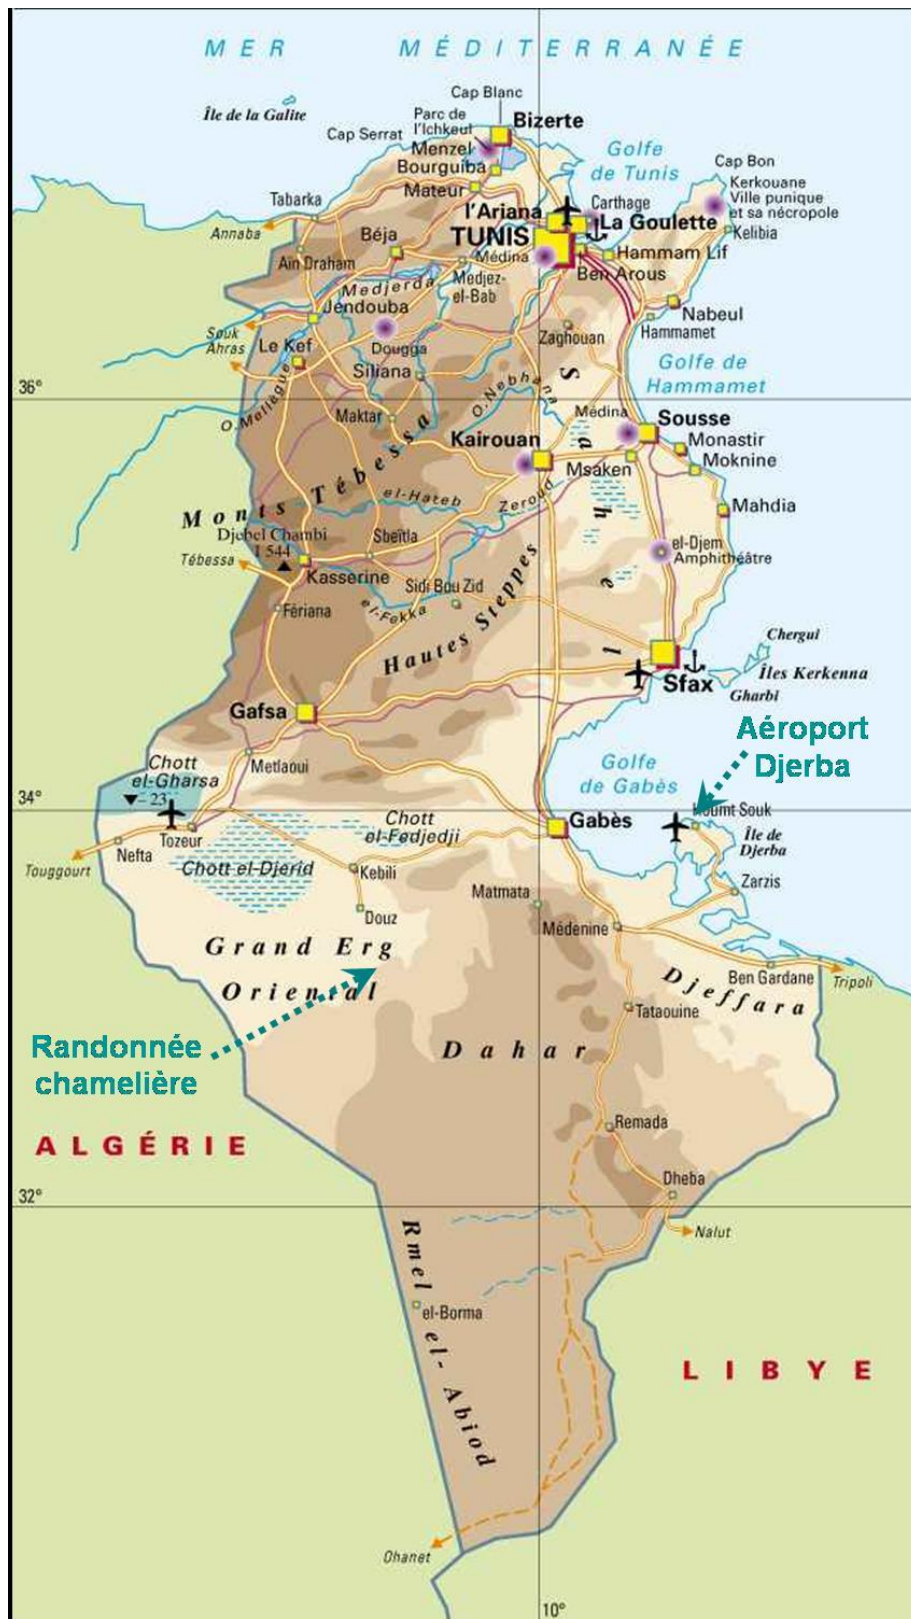 MER MÉDITERRANÉE
Cap Blanc
Île de la Galite
Parc de
l'Ichkeul
Bizerte
Cap Serrat
Menzel
Bourguiba
Golfe
de Tunis
Cap Bon
Mateur
Kerkouane
Ville punique
et sa nécropole
Tabarka
l'Ariana
Carthage
La Goulette
Annaba
Béja
TUNIS
Kelibia
Médina
Hammam Lif
Aïn Draham
Medjerda
Medjez-
el-Bab
Ben Arous
Jendouba
Nabeul
Souk
Ahras
Le Kef
Dougga
Zaghouan
Hammamet
Siliana
Golfe de
Hammamet
36°
O.Mellègue
O.Nebhana
Maktar
Médina
Sousse
Kairouan
Monastir
Msaken
Moknine
Monts Tébessa
el-Hateb
Zeroud
Sahel
Mahdia
Djebel Chambi
1 544
Sbeïtla
el-Djem
Amphithéâtre
Tébessa
Kasserine
Sidi Bou Zid
Fériana
el-Fekka
Hautes Steppes
Chergui
Îles Kerkenna
Gharbi
Sfax
Gafsa
Aéroport
Djerba
Chott
el-Gharsa
Metlaoui
Golfe
de Gabès
- 23
34°
Houmt Souk
Chott
el-Fedjedji
Gabès
Île de
Djerba
Tozeur
Nefta
Touggourt
Chott el-Djerid
Kebili
Zarzis
Matmata
Douz
Médenine
Grand Erg
Oriental
Ben Gardane
Tripoli
Djeffara
Tataouine
Randonnée
chamelière
Dahar
Remada
ALGÉRIE
Dheba
32°
Nalut
Rmel el-Abiod
el-Borma
LIBYE
Ohanet
10°